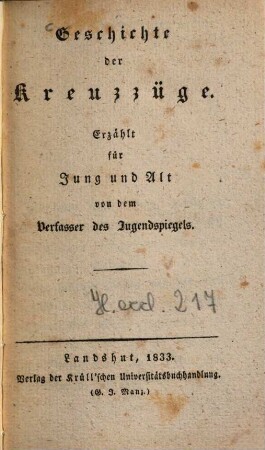 Geschichte
der
Kreuzzüge.
Erzählt
für
Jung und Alt
von dem
Verfasser des Jugendspiegels.
H. eccl. 217
Landshut, 1833.
Verlag der Krüll'schen Universitätsbuchhandlung.
(G. J. Manz.)